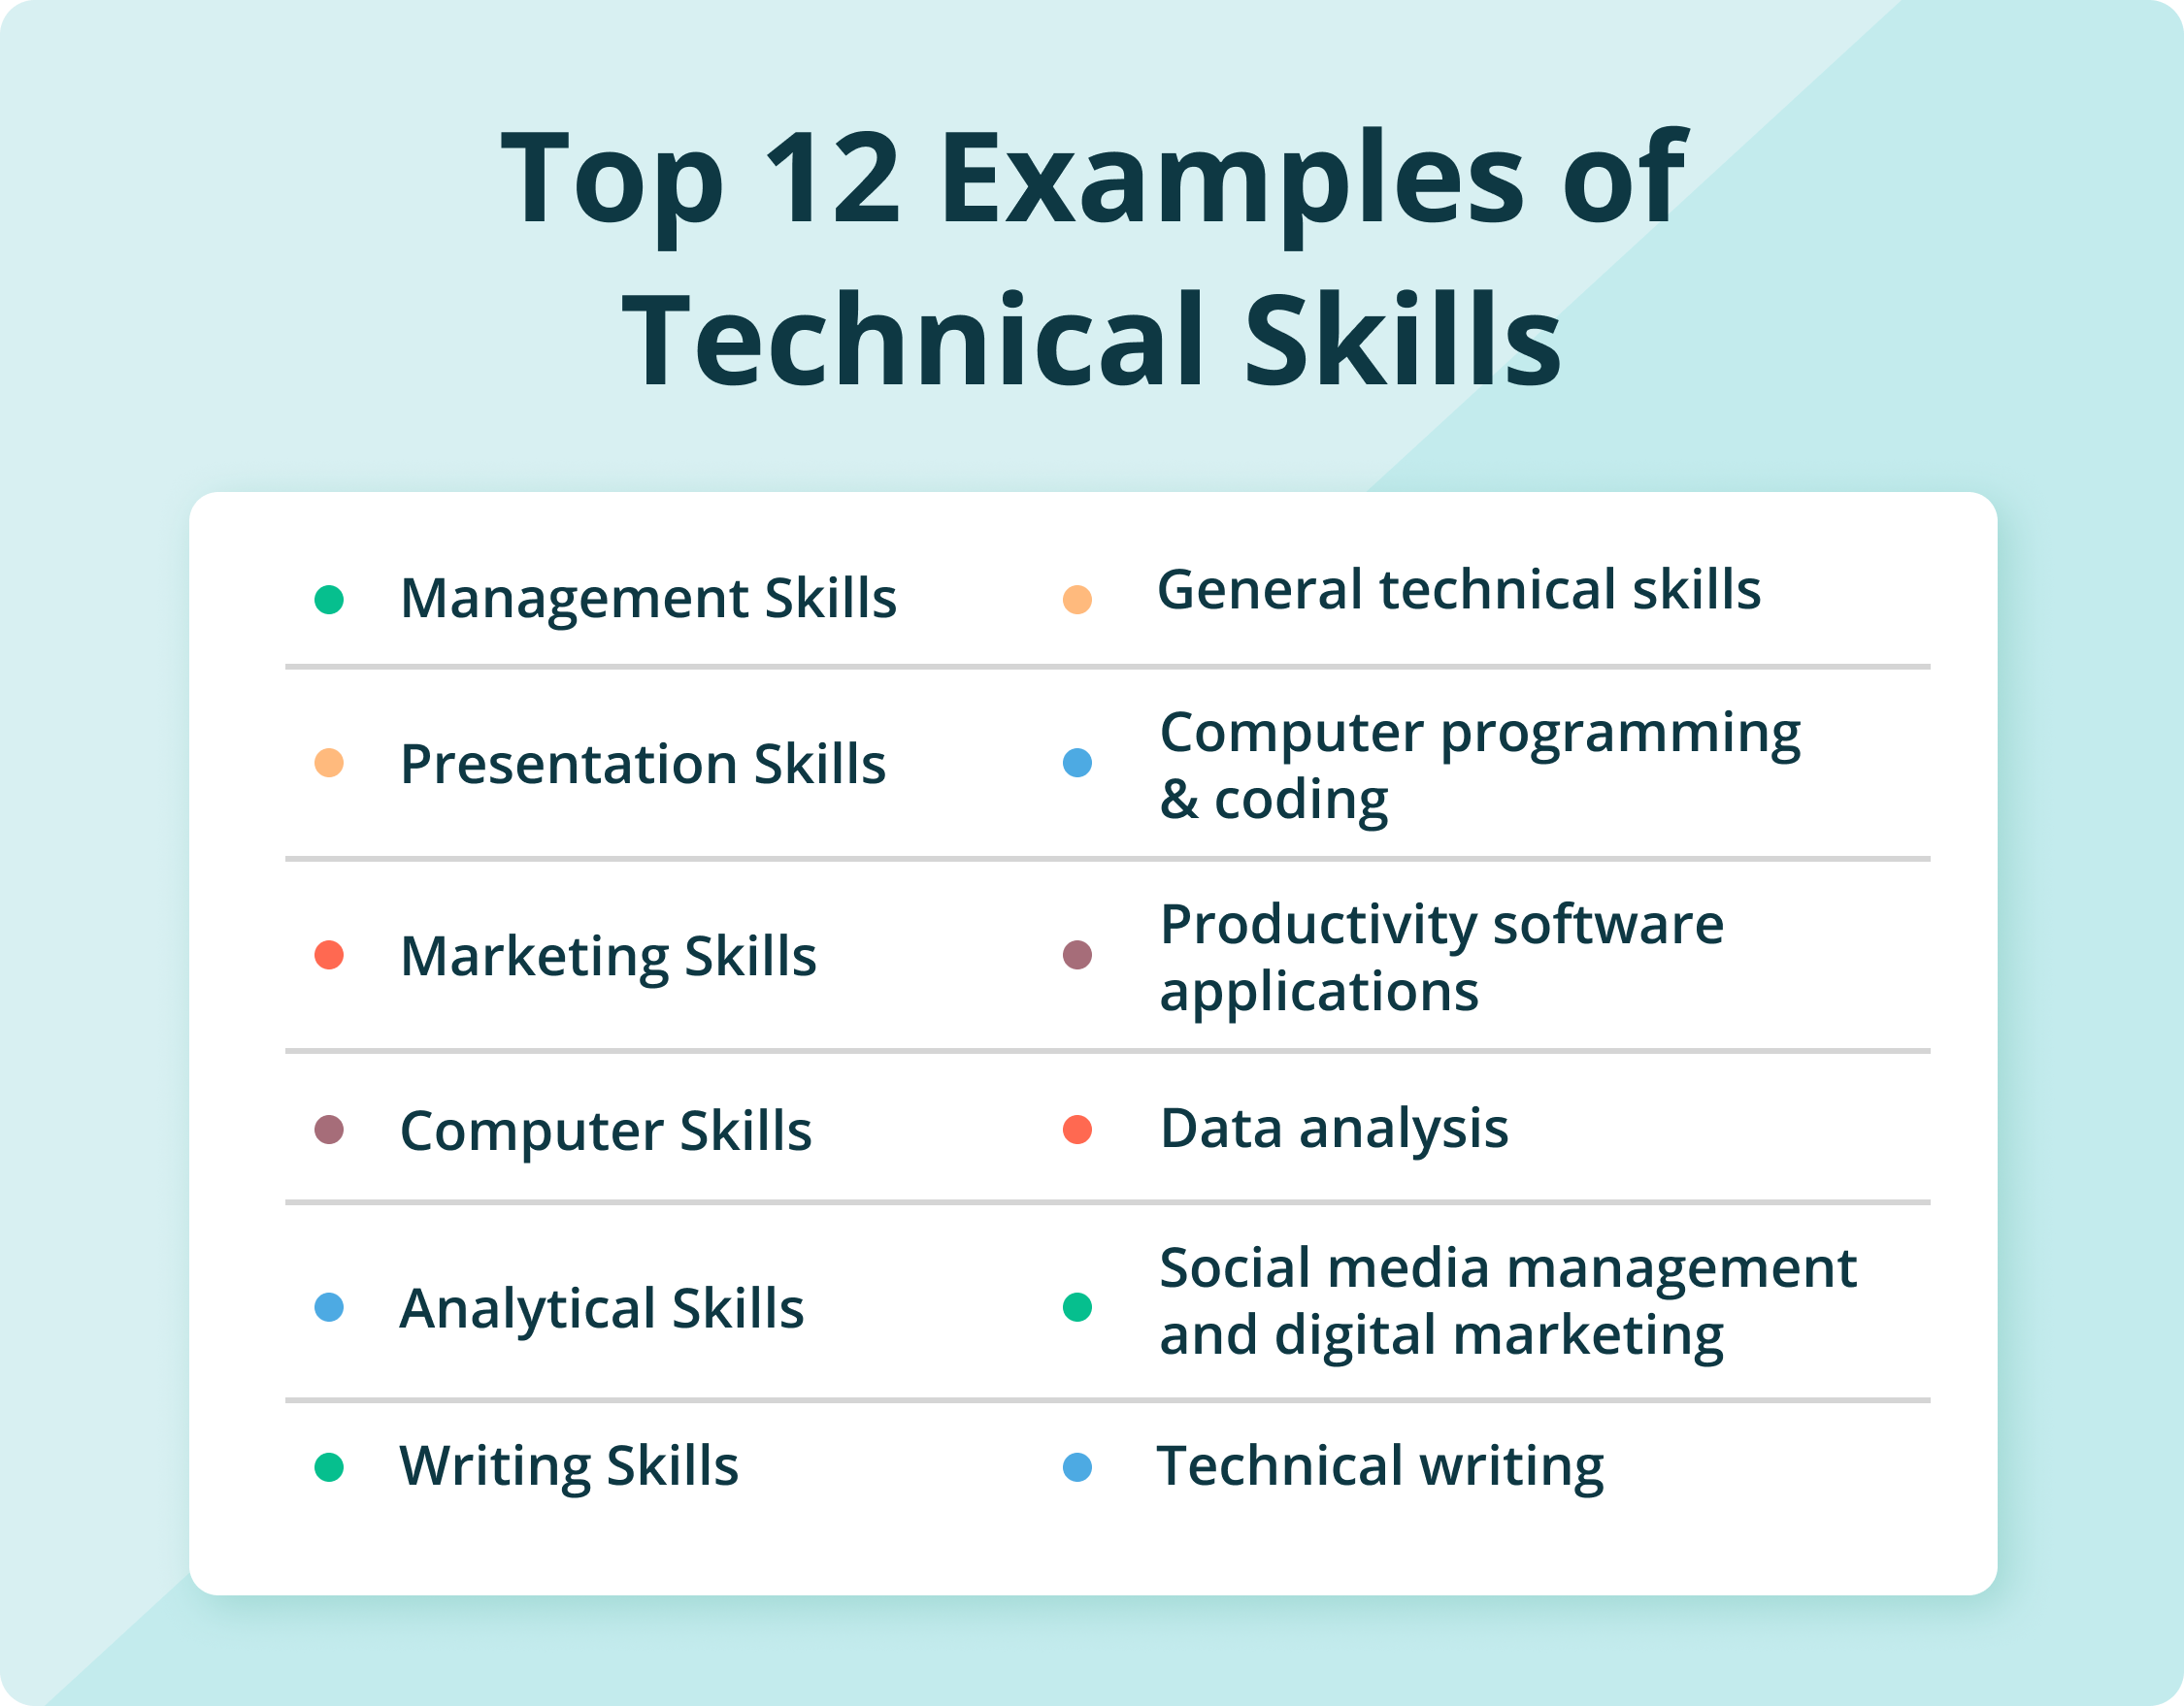 Top 12 Examples of
Technical Skills
Management Skills
General technical skills
Presentation Skills
Computer programming
& coding
Marketing Skills
Productivity software
applications
Computer Skills
Data analysis
Analytical Skills
Social media management
and digital marketing
Writing Skills
Technical writing